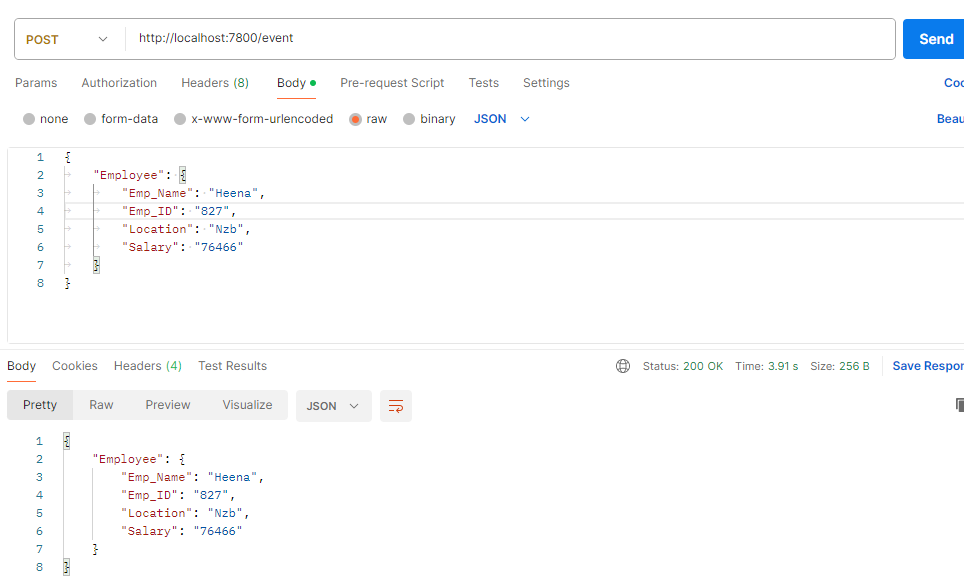 POST http://localhost:7800/event Send
Params Authorization Headers (8) Body Pre-request Script Tests Settings Coo
none form-data x-www-form-urlencoded raw binary JSON Beau
1 {
2 "Employee": {
3 "Emp_Name": "Heena",
4 "Emp_ID": "827",
5 "Location": "Nzb",
6 "Salary": "76466"
7 }
8 }
Body Cookies Headers (4) Test Results Status: 200 OK Time: 3.91 s Size: 256 B Save Respon
Pretty Raw Preview Visualize JSON
1 {
2 "Employee": {
3 "Emp_Name": "Heena",
4 "Emp_ID": "827",
5 "Location": "Nzb",
6 "Salary": "76466"
7 }
8 }